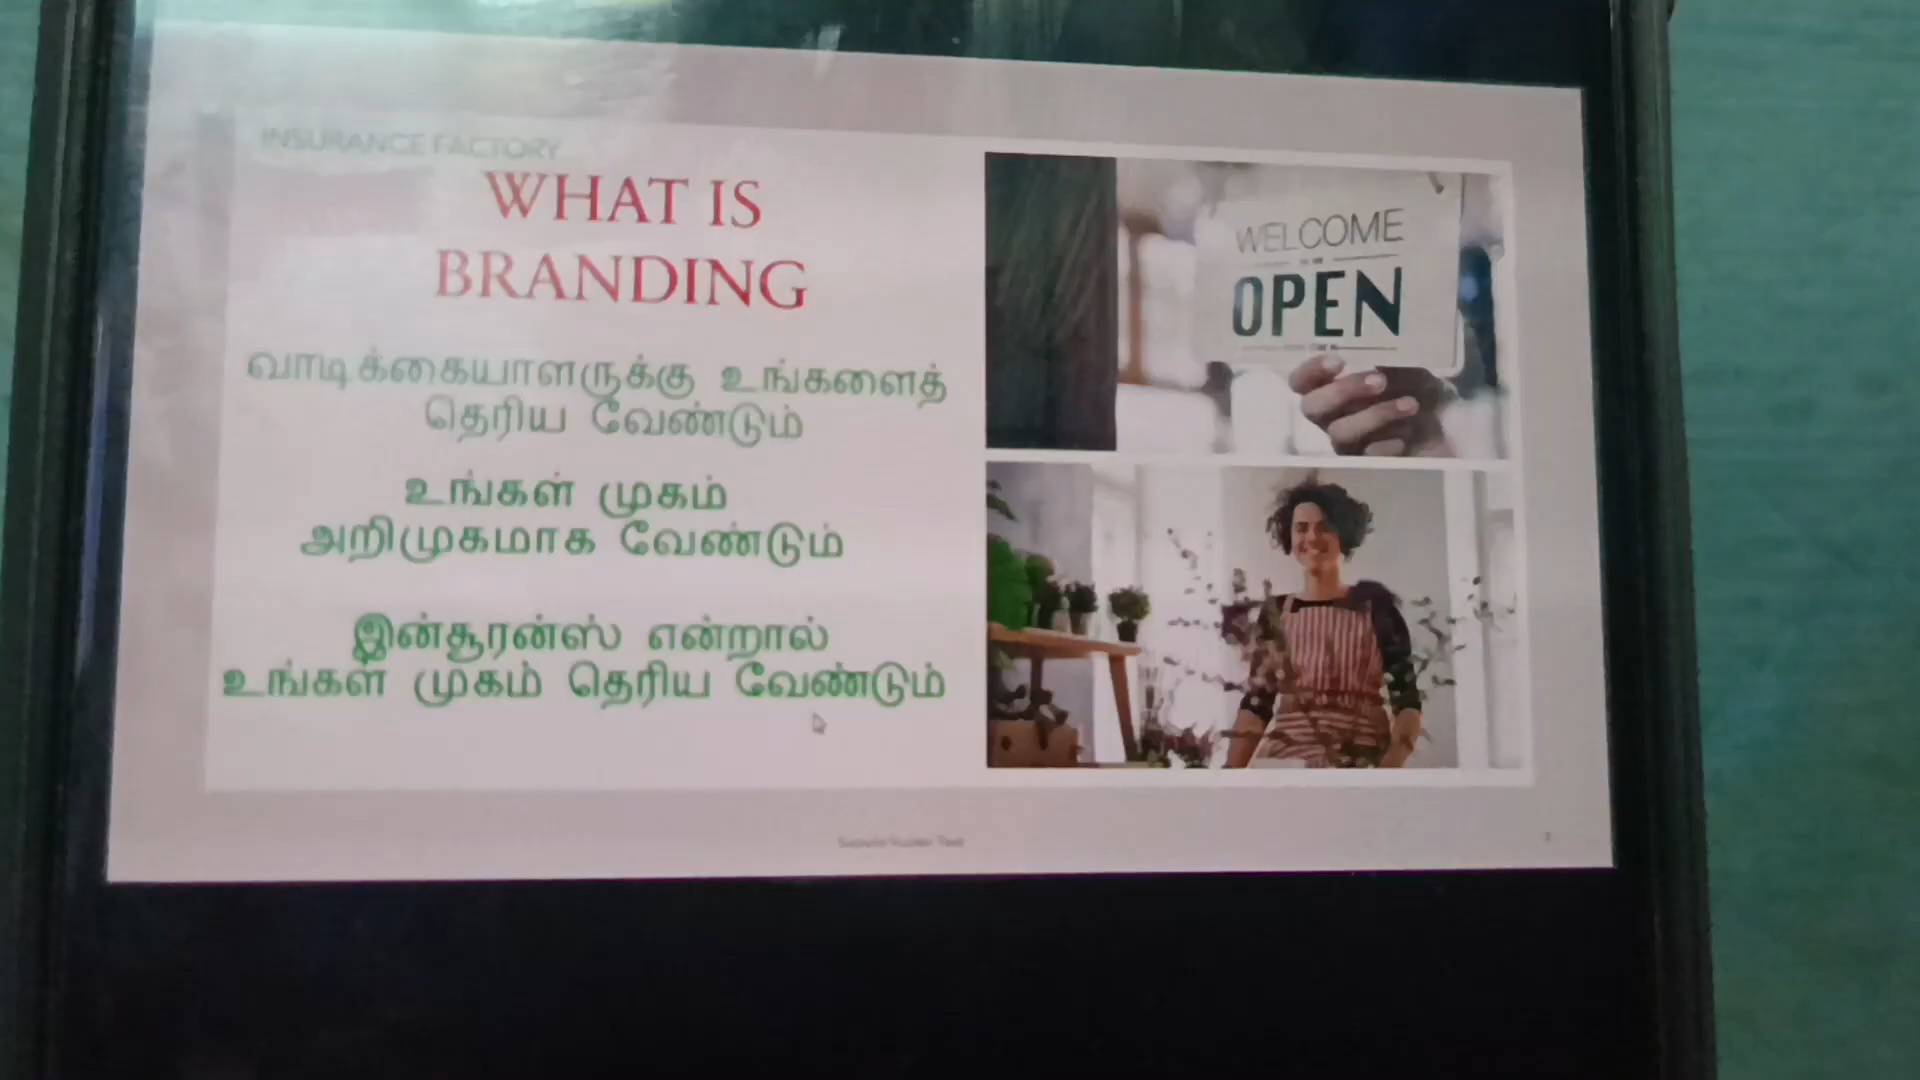 INSURANCE FACTORY
WHAT IS
BRANDING
வாடிக்கையாளருக்கு உங்களைத்
தெரிய வேண்டும்
உங்கள் முகம்
அறிமுகமாக வேண்டும்
இன்சூரன்ஸ் என்றால்
உங்கள் முகம் தெரிய வேண்டும்
WELCOME
OPEN